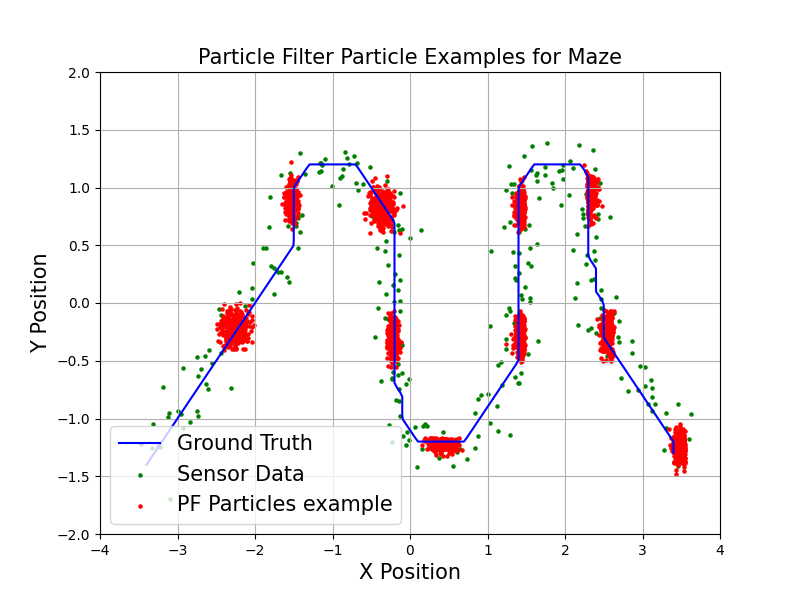 Particle Filter Particle Examples for Maze
2.0
1.5
1.0
0.5
0.0
−0.5
−1.0
−1.5
−2.0
Y Position
Ground Truth
Sensor Data
PF Particles example
−4 −3 −2 −1 0 1 2 3 4
X Position